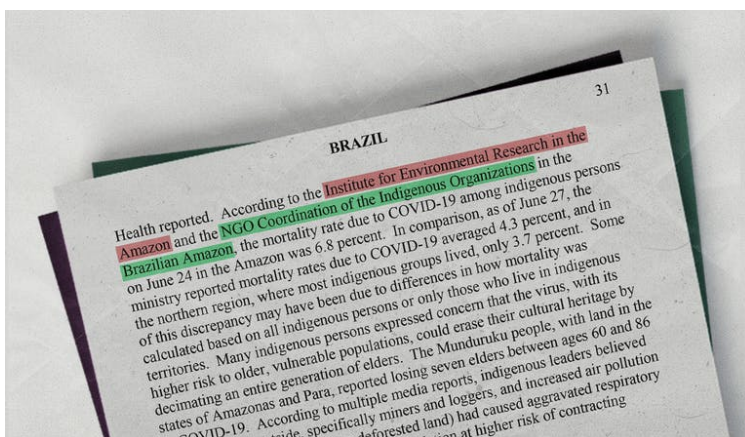 31
BRAZIL
Health reported. According to the Institute for Environmental Research in the
Amazon and the NGO Coordination of the Indigenous Organizations in the
Brazilian Amazon, the mortality rate due to COVID-19 among indigenous persons
on June 24 in the Amazon was 6.8 percent. In comparison, as of June 27, the
ministry reported mortality rates due to COVID-19 averaged 4.3 percent, and in
the northern region, where most indigenous groups lived, only 3.7 percent. Some
of this discrepancy may have been due to differences in how mortality was
calculated based on all indigenous persons or only those who live in indigenous
territories. Many indigenous persons expressed concern that the virus, with its
higher risk to older, vulnerable populations, could erase their cultural heritage by
decimating an entire generation of elders. The Munduruku people, with land in the
states of Amazonas and Para, reported losing seven elders between ages 60 and 86
COVID-19. According to multiple media reports, indigenous leaders believed
specifically miners and loggers, and increased air pollution
deforested land) had caused aggravated respiratory
at higher risk of contracting